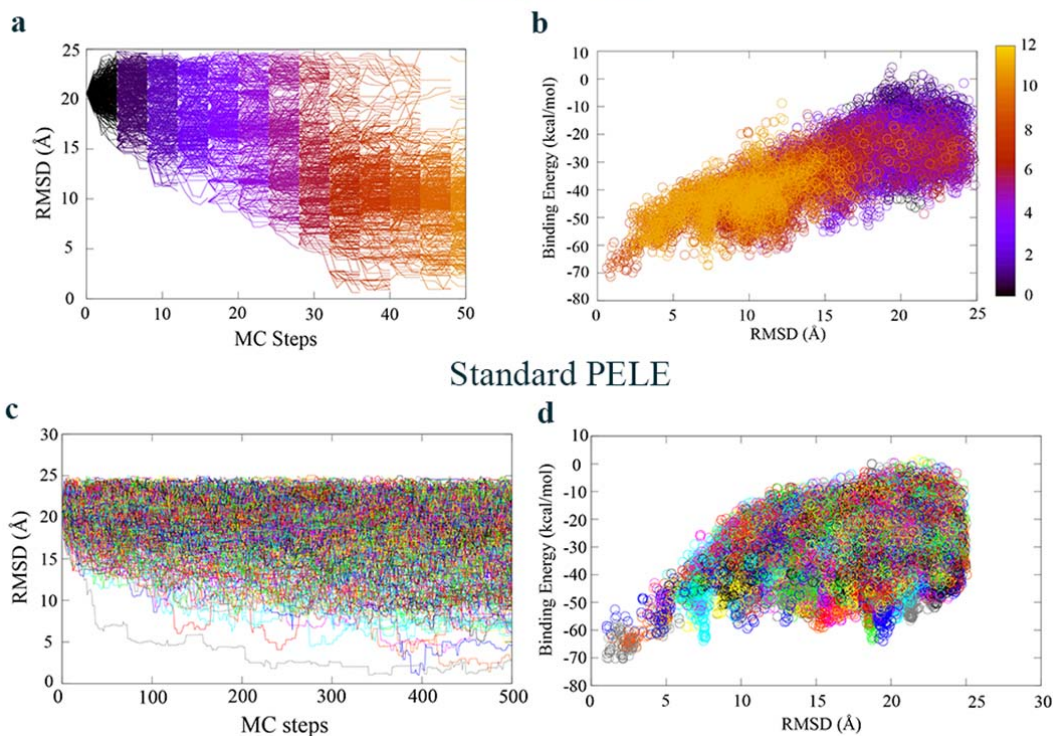 a
RMSD (Å)
25
20
15
10
5
0
0 10 20 30 40 50
MC Steps
b
Binding Energy (kcal/mol)
10
0
-10
-20
-30
-40
-50
-60
-70
-80
0 5 10 15 20 25
RMSD (Å)
12
10
8
6
4
2
0
Standard PELE
c
RMSD (Å)
30
25
20
15
10
5
0
0 100 200 300 400 500
MC steps
d
Binding Energy (kcal/mol)
10
0
-10
-20
-30
-40
-50
-60
-70
-80
0 5 10 15 20 25 30
RMSD (Å)